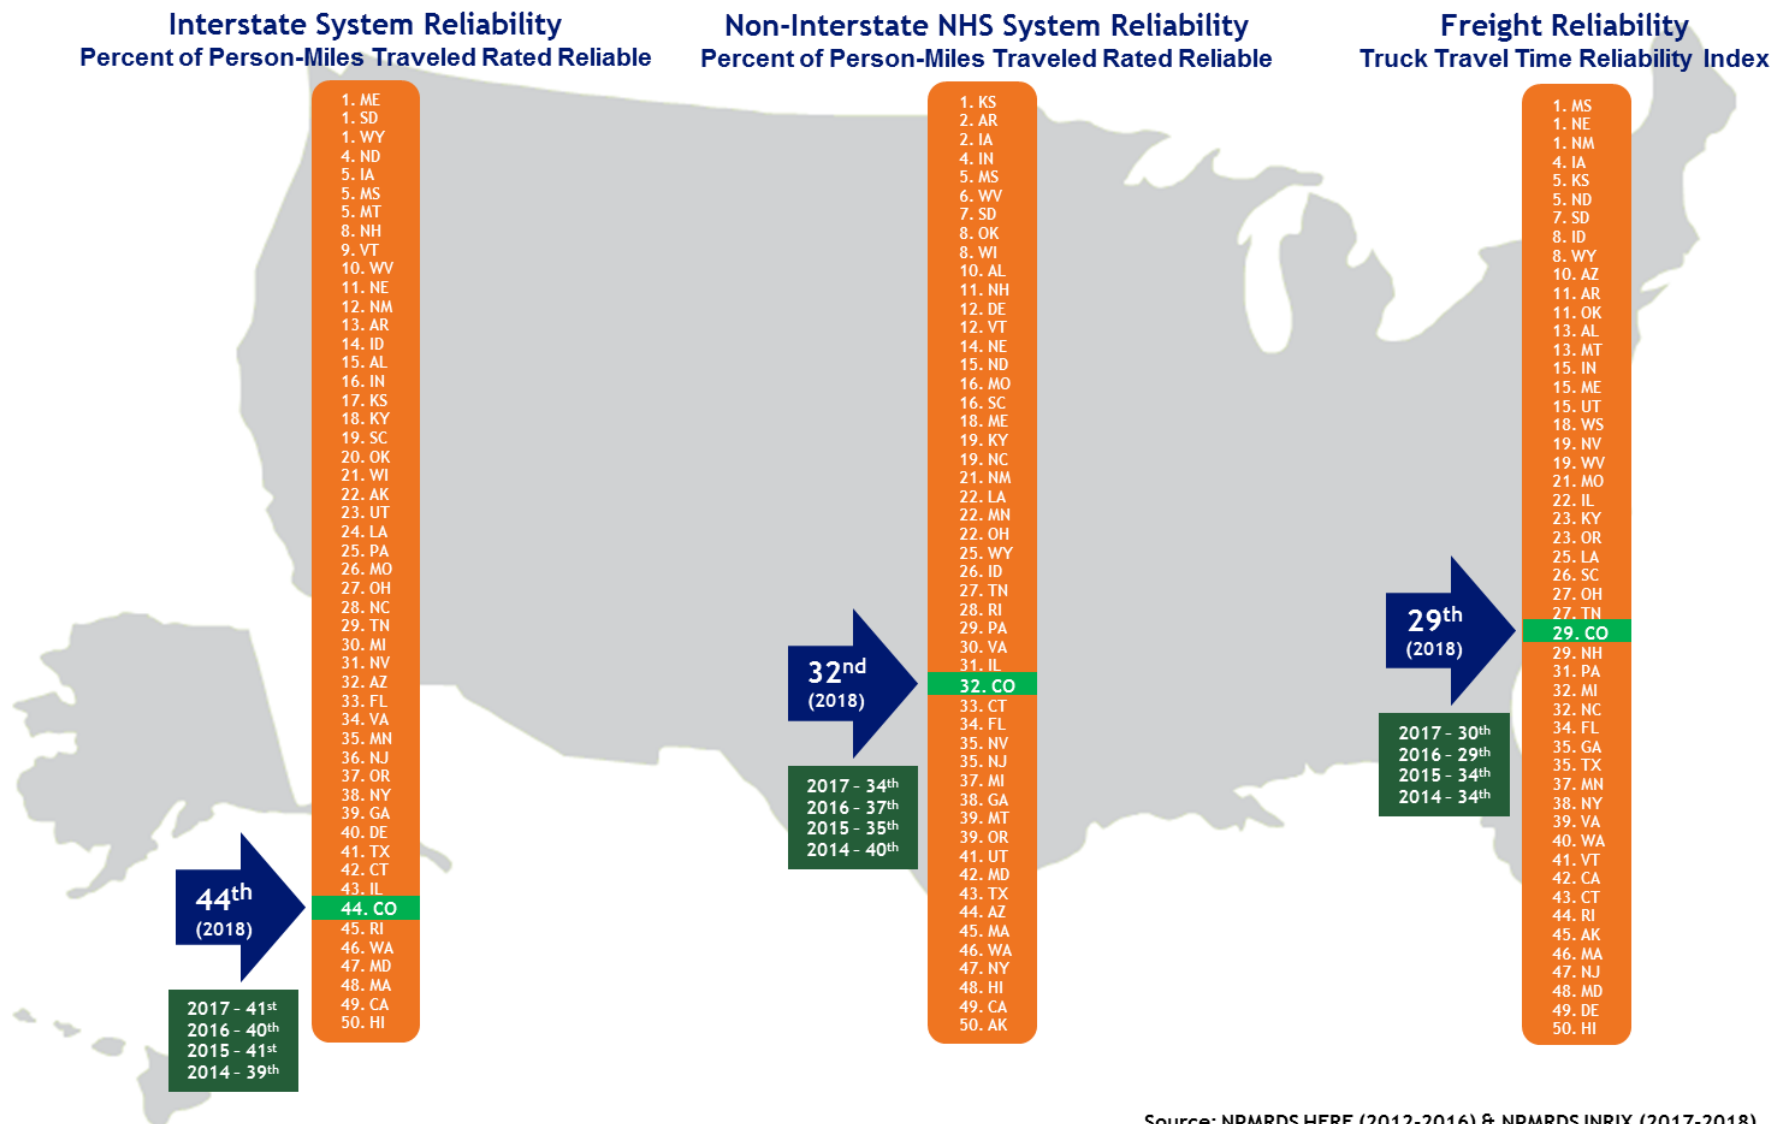 Interstate System Reliability
Percent of Person-Miles Traveled Rated Reliable
1. ME
1. SD
1. WY
4. ND
5. IA
5. MS
5. MT
8. NH
9. VT
10. WV
11. NE
12. NM
13. AR
14. ID
15. AL
16. IN
17. KS
18. KY
19. SC
20. OK
21. WI
22. AK
23. UT
24. LA
25. PA
26. MO
27. OH
28. NC
29. TN
30. MI
31. NV
32. AZ
33. FL
34. VA
35. MN
36. NJ
37. OR
38. NY
39. GA
40. DE
41. TX
42. CT
43. IL
44. CO
45. RI
46. WA
47. MD
48. MA
49. CA
50. HI
44th
(2018)
2017 – 41st
2016 – 40th
2015 – 41st
2014 – 39th
Non-Interstate NHS System Reliability
Percent of Person-Miles Traveled Rated Reliable
1. KS
2. AR
2. IA
4. IN
5. MS
6. WV
7. SD
8. OK
8. WI
10. AL
11. NH
12. DE
12. VT
14. NE
15. ND
16. MO
16. SC
18. ME
19. KY
19. NC
21. NM
22. LA
22. MN
22. OH
25. WY
26. ID
27. TN
28. RI
29. PA
30. VA
31. IL
32. CO
33. CT
34. FL
35. NV
35. NJ
37. MI
38. GA
39. MT
39. OR
41. UT
42. MD
43. TX
44. AZ
45. MA
46. WA
47. NY
48. HI
49. CA
50. AK
32nd
(2018)
2017 – 34th
2016 – 37th
2015 – 35th
2014 – 40th
Freight Reliability
Truck Travel Time Reliability Index
1. MS
1. NE
1. NM
4. IA
5. KS
5. ND
7. SD
8. ID
8. WY
10. AZ
11. AR
11. OK
13. AL
13. MT
15. IN
15. ME
15. UT
18. WS
19. NV
19. WV
21. MO
22. IL
23. KY
23. OR
25. LA
26. SC
27. OH
27. TN
29. CO
29. NH
31. PA
32. MI
32. NC
34. FL
35. GA
35. TX
37. MN
38. NY
39. VA
40. WA
41. VT
42. CA
43. CT
44. RI
45. AK
46. MA
47. NJ
48. MD
49. DE
50. HI
29th
(2018)
2017 – 30th
2016 – 29th
2015 – 34th
2014 – 34th
Source: NPMRDS HERE (2012-2016) & NPMRDS INRIX (2017-2018)